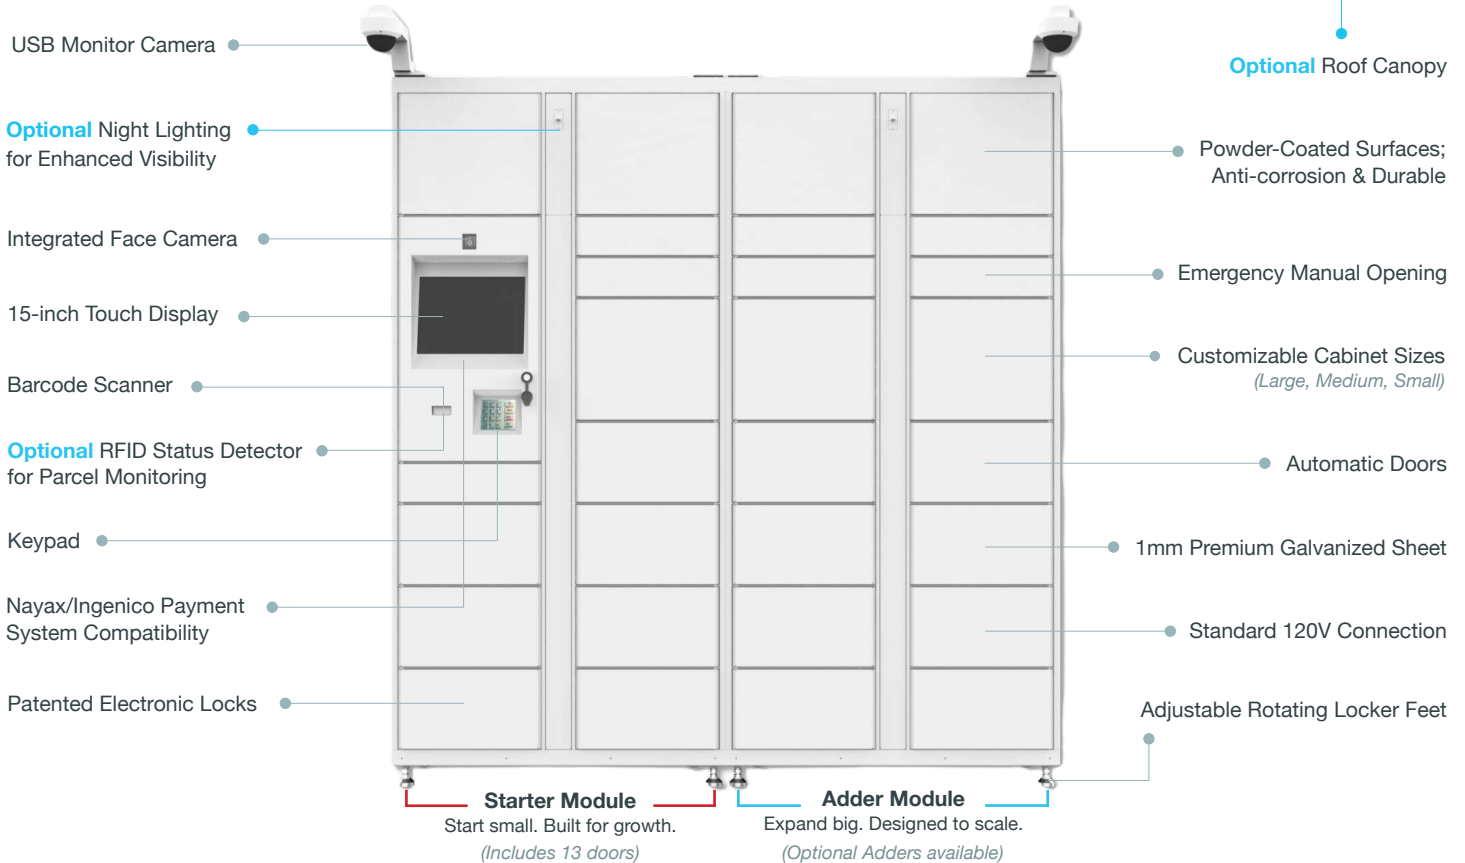 USB Monitor Camera
Optional Night Lighting
for Enhanced Visibility
Integrated Face Camera
15-inch Touch Display
Barcode Scanner
Optional RFID Status Detector
for Parcel Monitoring
Keypad
Nayax/Ingenico Payment
System Compatibility
Patented Electronic Locks
Optional Roof Canopy
Powder-Coated Surfaces;
Anti-corrosion & Durable
Emergency Manual Opening
Customizable Cabinet Sizes
(Large, Medium, Small)
Automatic Doors
1mm Premium Galvanized Sheet
Standard 120V Connection
Adjustable Rotating Locker Feet
Starter Module
Start small. Built for growth.
(Includes 13 doors)
Adder Module
Expand big. Designed to scale.
(Optional Adders available)